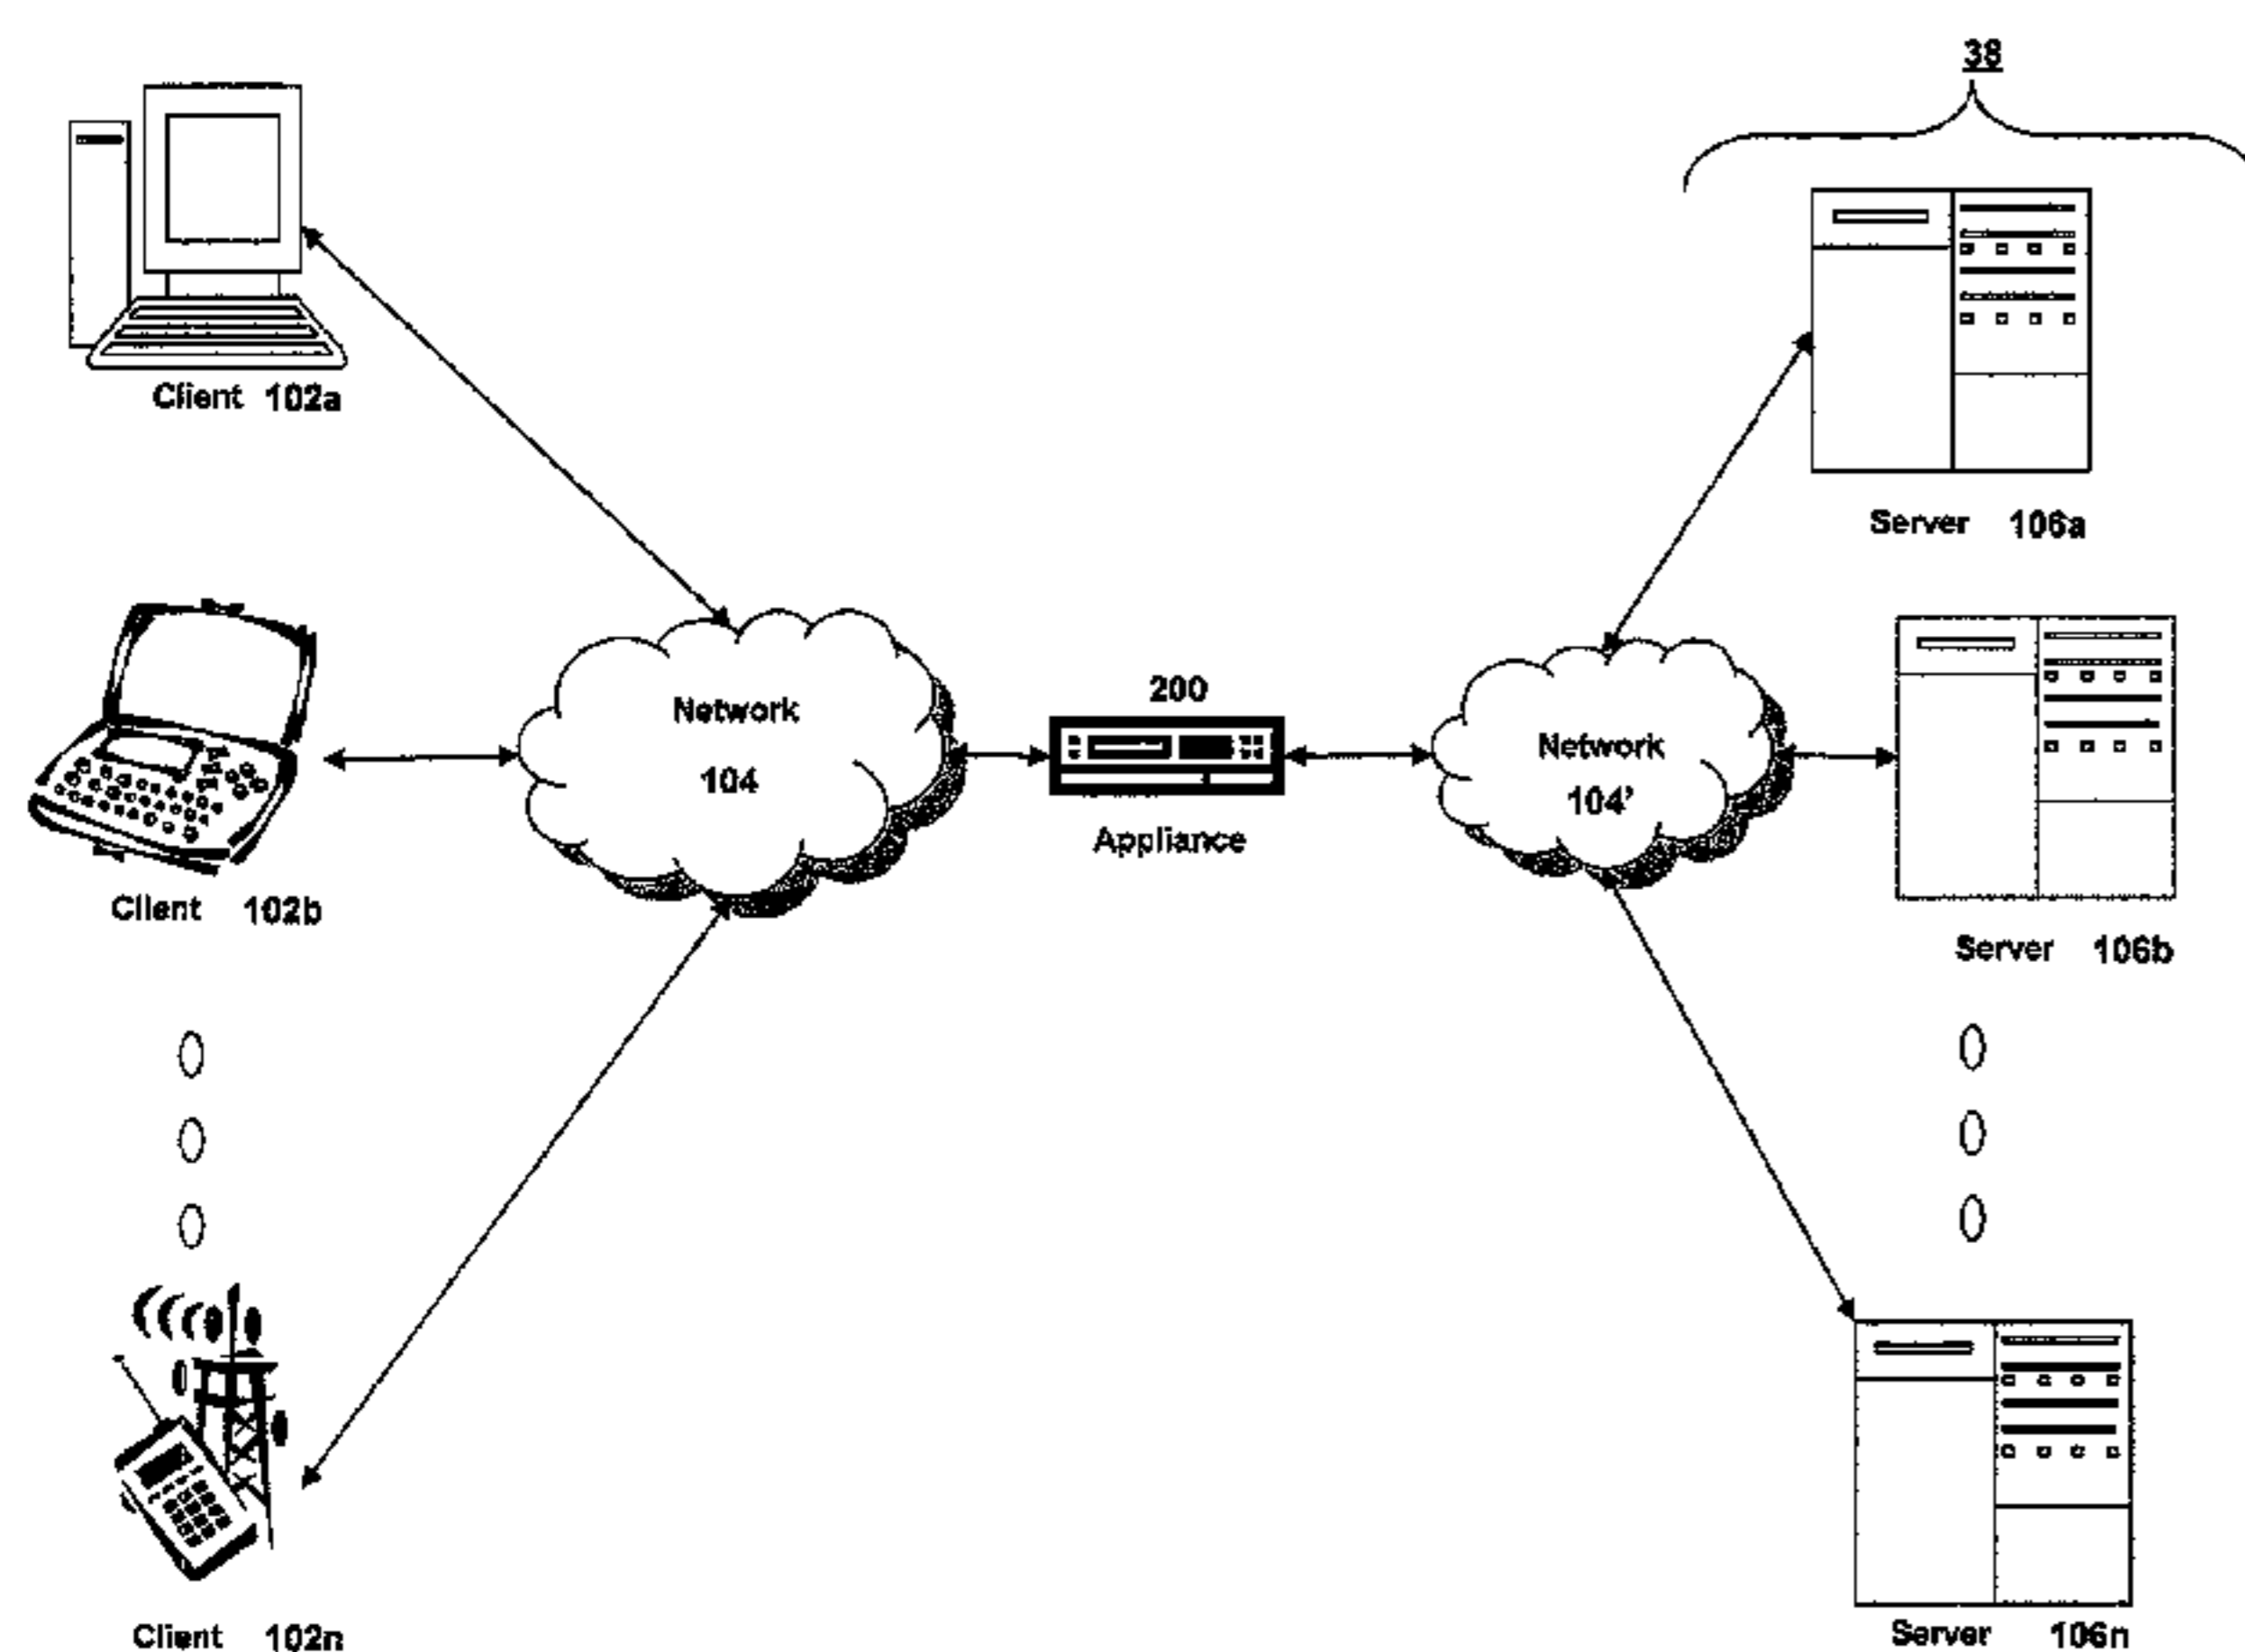 38
Client 102a
Server 106a
Network
104
200
Appliance
Network
104'
Client 102b
Server 106b
Client 102n
Server 106n